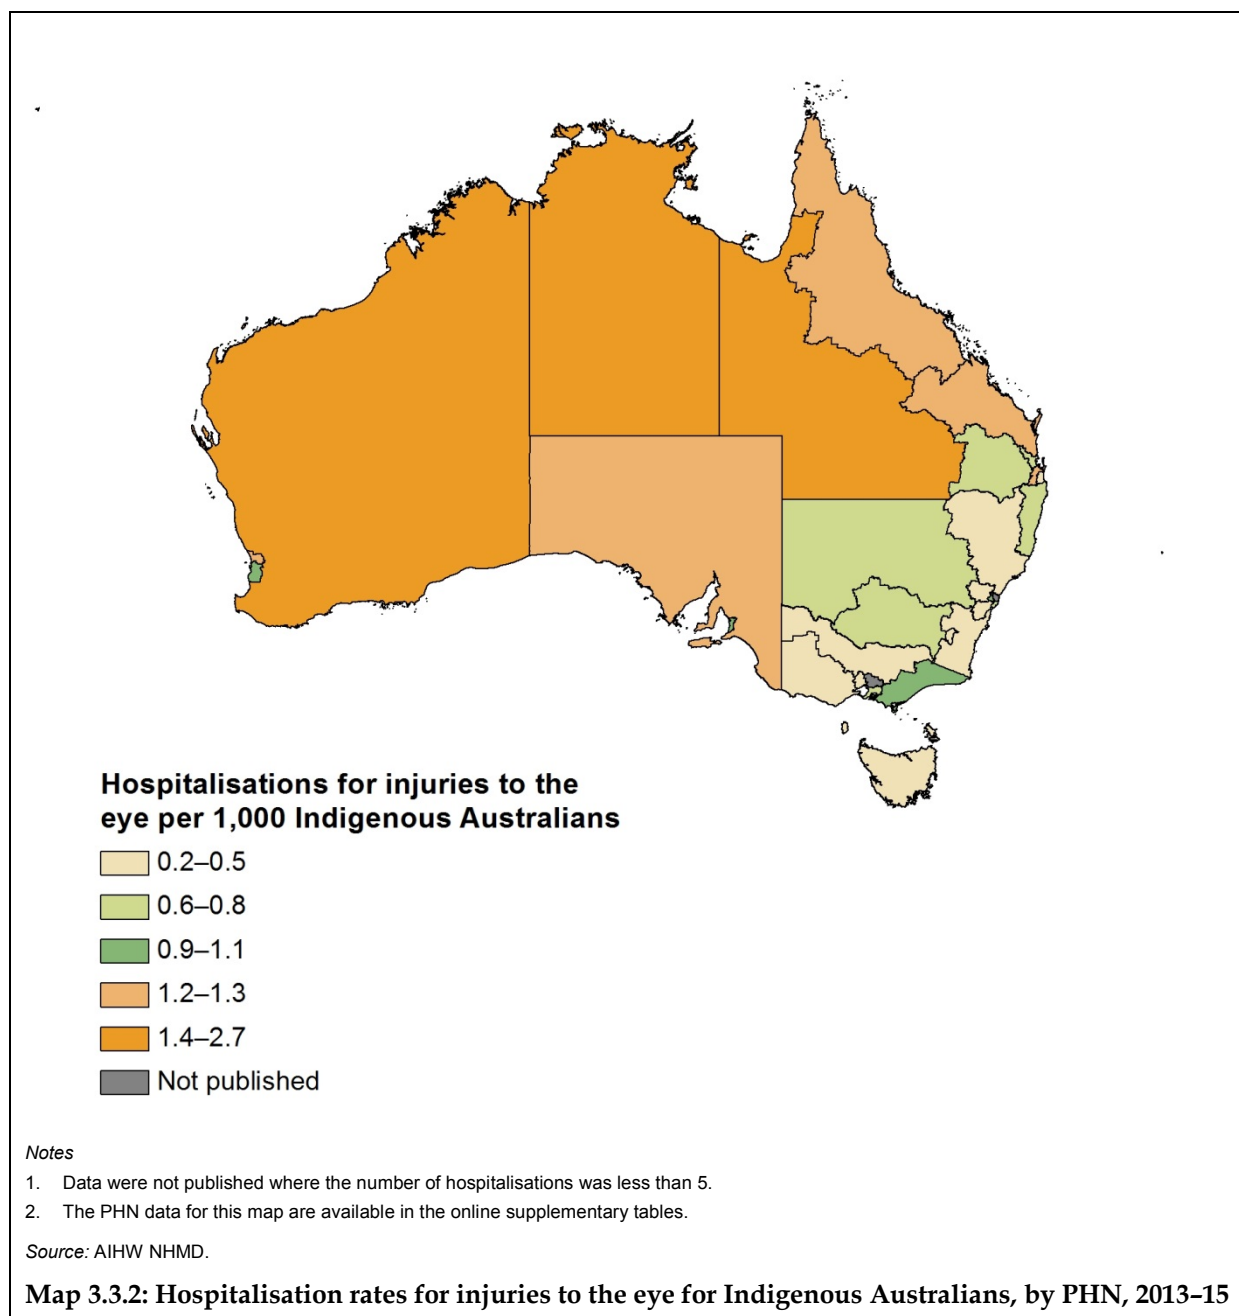 Hospitalisations for injuries to the
eye per 1,000 Indigenous Australians
0.2–0.5
0.6–0.8
0.9–1.1
1.2–1.3
1.4–2.7
Not published
Notes
1. Data were not published where the number of hospitalisations was less than 5.
2. The PHN data for this map are available in the online supplementary tables.
Source: AIHW NHMD.
Map 3.3.2: Hospitalisation rates for injuries to the eye for Indigenous Australians, by PHN, 2013–15